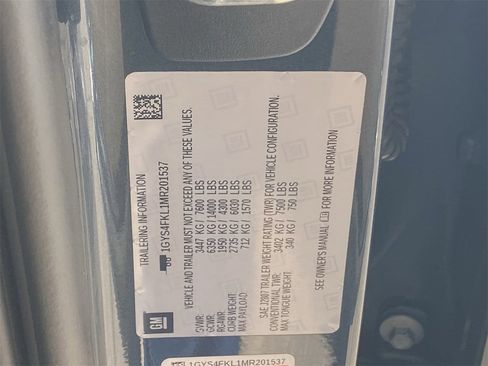 TRAILERING INFORMATION
1GYS4FKL1MR201537
VEHICLE AND TRAILER MUST NOT EXCEED ANY OF THESE VALUES.
GVWR: 3447 KG / 7600 LBS
GCWR: 6350 KG / 14000 LBS
RGAWR: 1950 KG / 4300 LBS
CURB WEIGHT: 2735 KG / 6030 LBS
MAX PAYLOAD: 712 KG / 1570 LBS
SAE J2807 TRAILER WEIGHT RATING (TWR) FOR VEHICLE CONFIGURATION.
CONVENTIONAL TWR: 3402 KG / 7500 LBS
MAX TONGUE WEIGHT: 340 KG / 750 LBS
SEE OWNER'S MANUAL FOR MORE INFORMATION.
GM
1GYS4FKL1MR201537